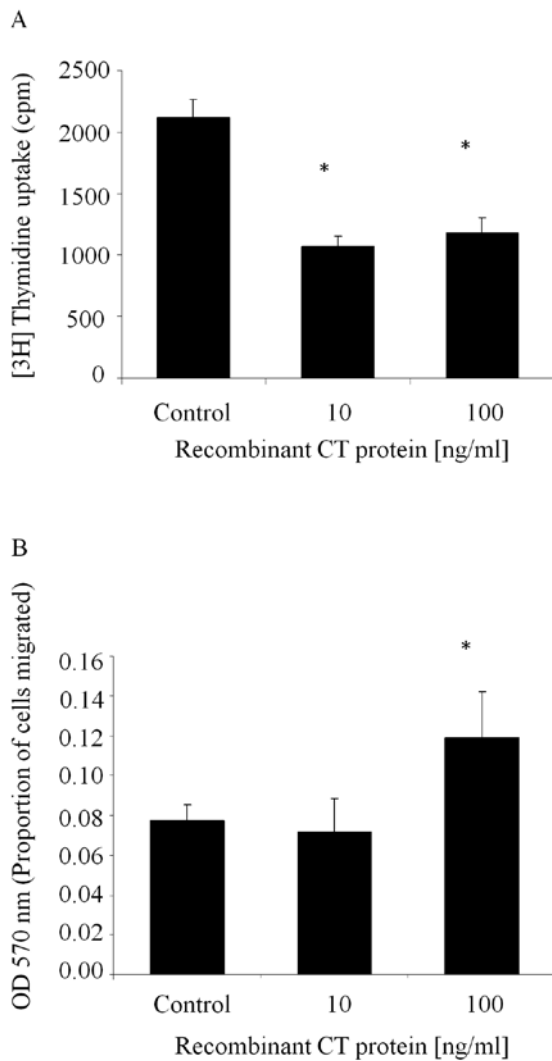 A
[3H] Thymidine uptake (cpm)
2500
2000
1500
1000
500
0
*
*
Control 10 100
Recombinant CT protein [ng/ml]
B
OD 570 nm (Proportion of cells migrated)
0.16
0.14
0.12
0.10
0.08
0.06
0.04
0.02
0.00
*
Control 10 100
Recombinant CT protein [ng/ml]